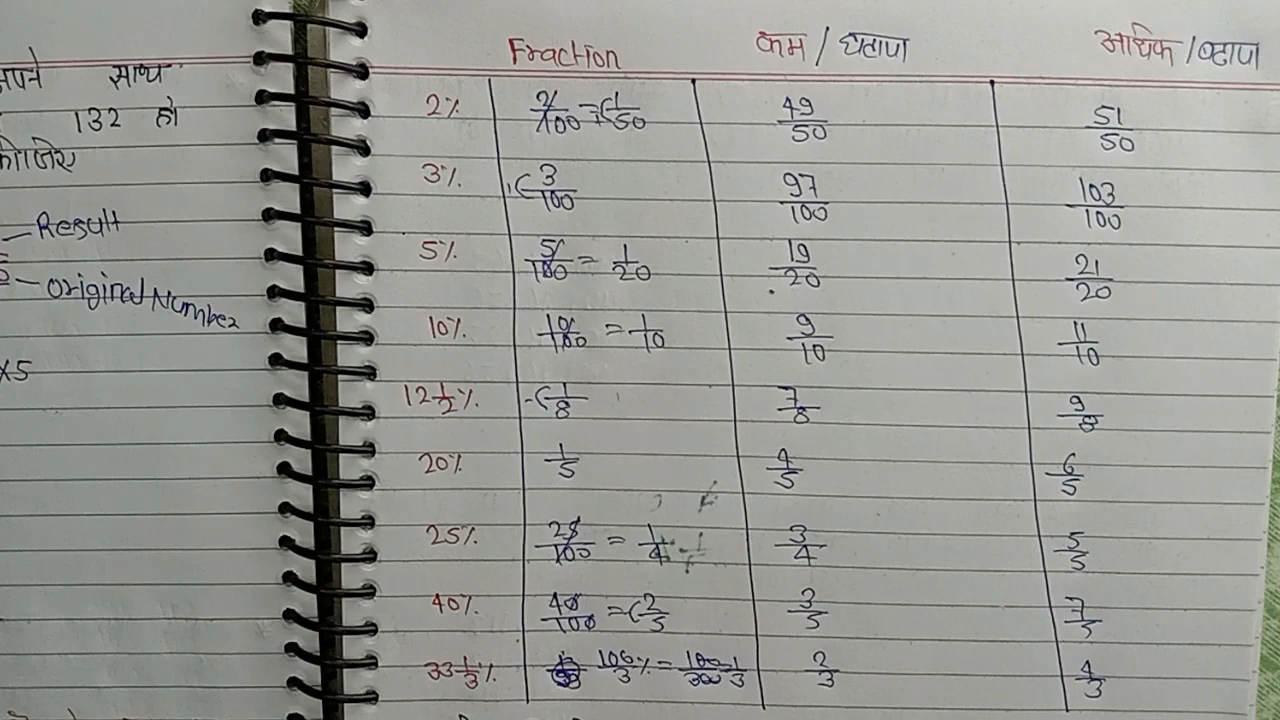 अपने साथ
132 हो
कीजिए
Result
- Original Number
x5
Fraction कम / घटाण अधिक / बढाण
2% 2/100 = 1/50 49/50 51/50
3% 3/100 97/100 103/100
5% 5/100 = 1/20 19/20 21/20
10% 10/100 = 1/10 9/10 11/10
12 1/2 % 1/8 7/8 9/8
20% 1/5 4/5 6/5
25% 25/100 = 1/4 3/4 5/5
40% 40/100 = 2/5 3/5 7/5
33 1/3 % 100/3 % = 100/300 = 1/3 2/3 4/3